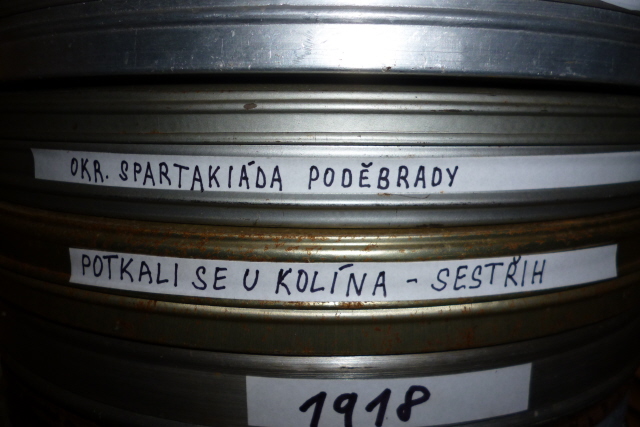 OKR. SPARTAKIÁDA PODĚBRADY
POTKALI SE U KOLÍNA - SESTŘIH
1918